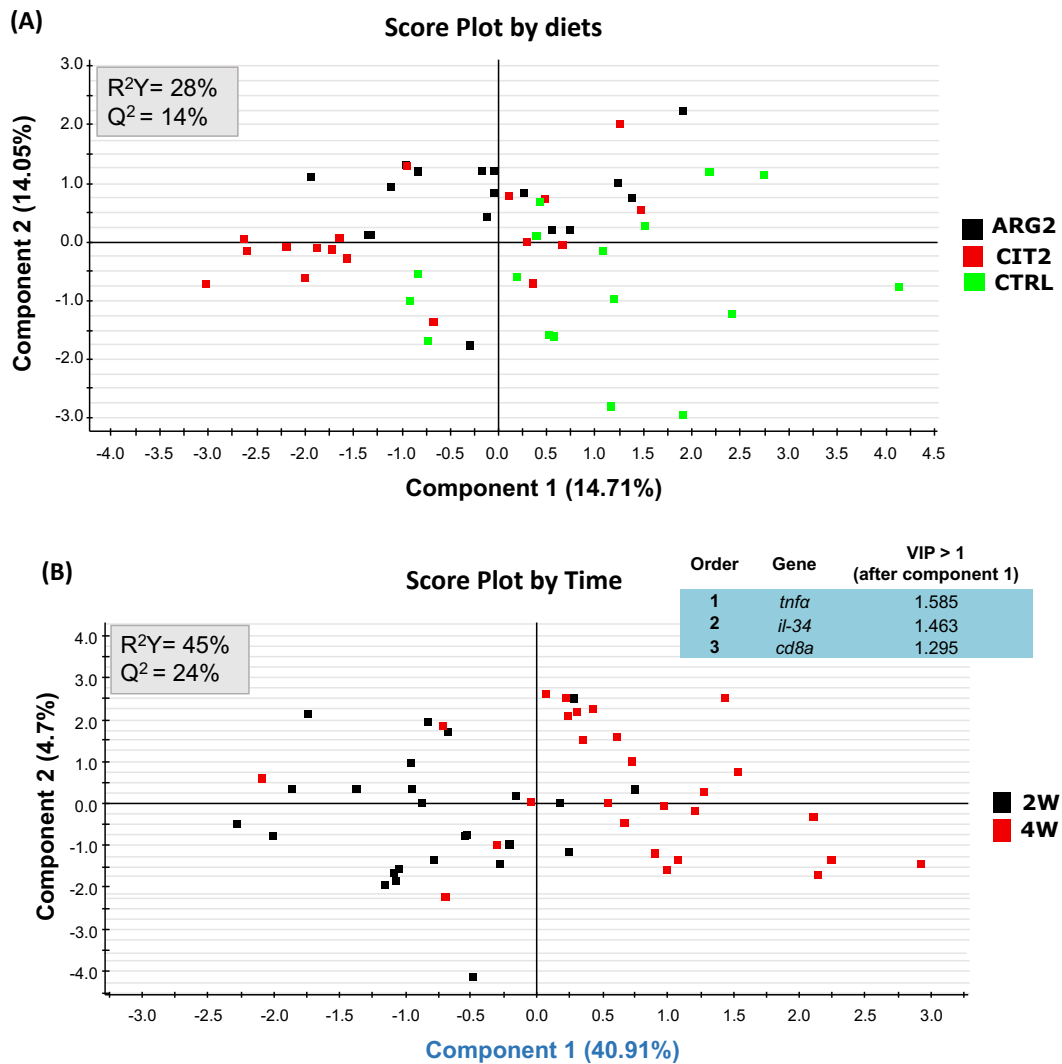 (A)
Score Plot by diets
R²Y= 28%
Q² = 14%
3.0
2.0
1.0
0.0
-1.0
-2.0
-3.0
Component 2 (14.05%)
-4.0 -3.5 -3.0 -2.5 -2.0 -1.5 -1.0 -0.5 0.0 0.5 1.0 1.5 2.0 2.5 3.0 3.5 4.0 4.5
Component 1 (14.71%)
ARG2
CIT2
CTRL
(B)
Score Plot by Time
Order Gene VIP > 1
(after component 1)
1 tnfα 1.585
2 il-34 1.463
3 cd8a 1.295
R²Y= 45%
Q² = 24%
4.0
3.0
2.0
1.0
0.0
-1.0
-2.0
-3.0
-4.0
Component 2 (4.7%)
-3.0 -2.5 -2.0 -1.5 -1.0 -0.5 0.0 0.5 1.0 1.5 2.0 2.5 3.0
Component 1 (40.91%)
2W
4W